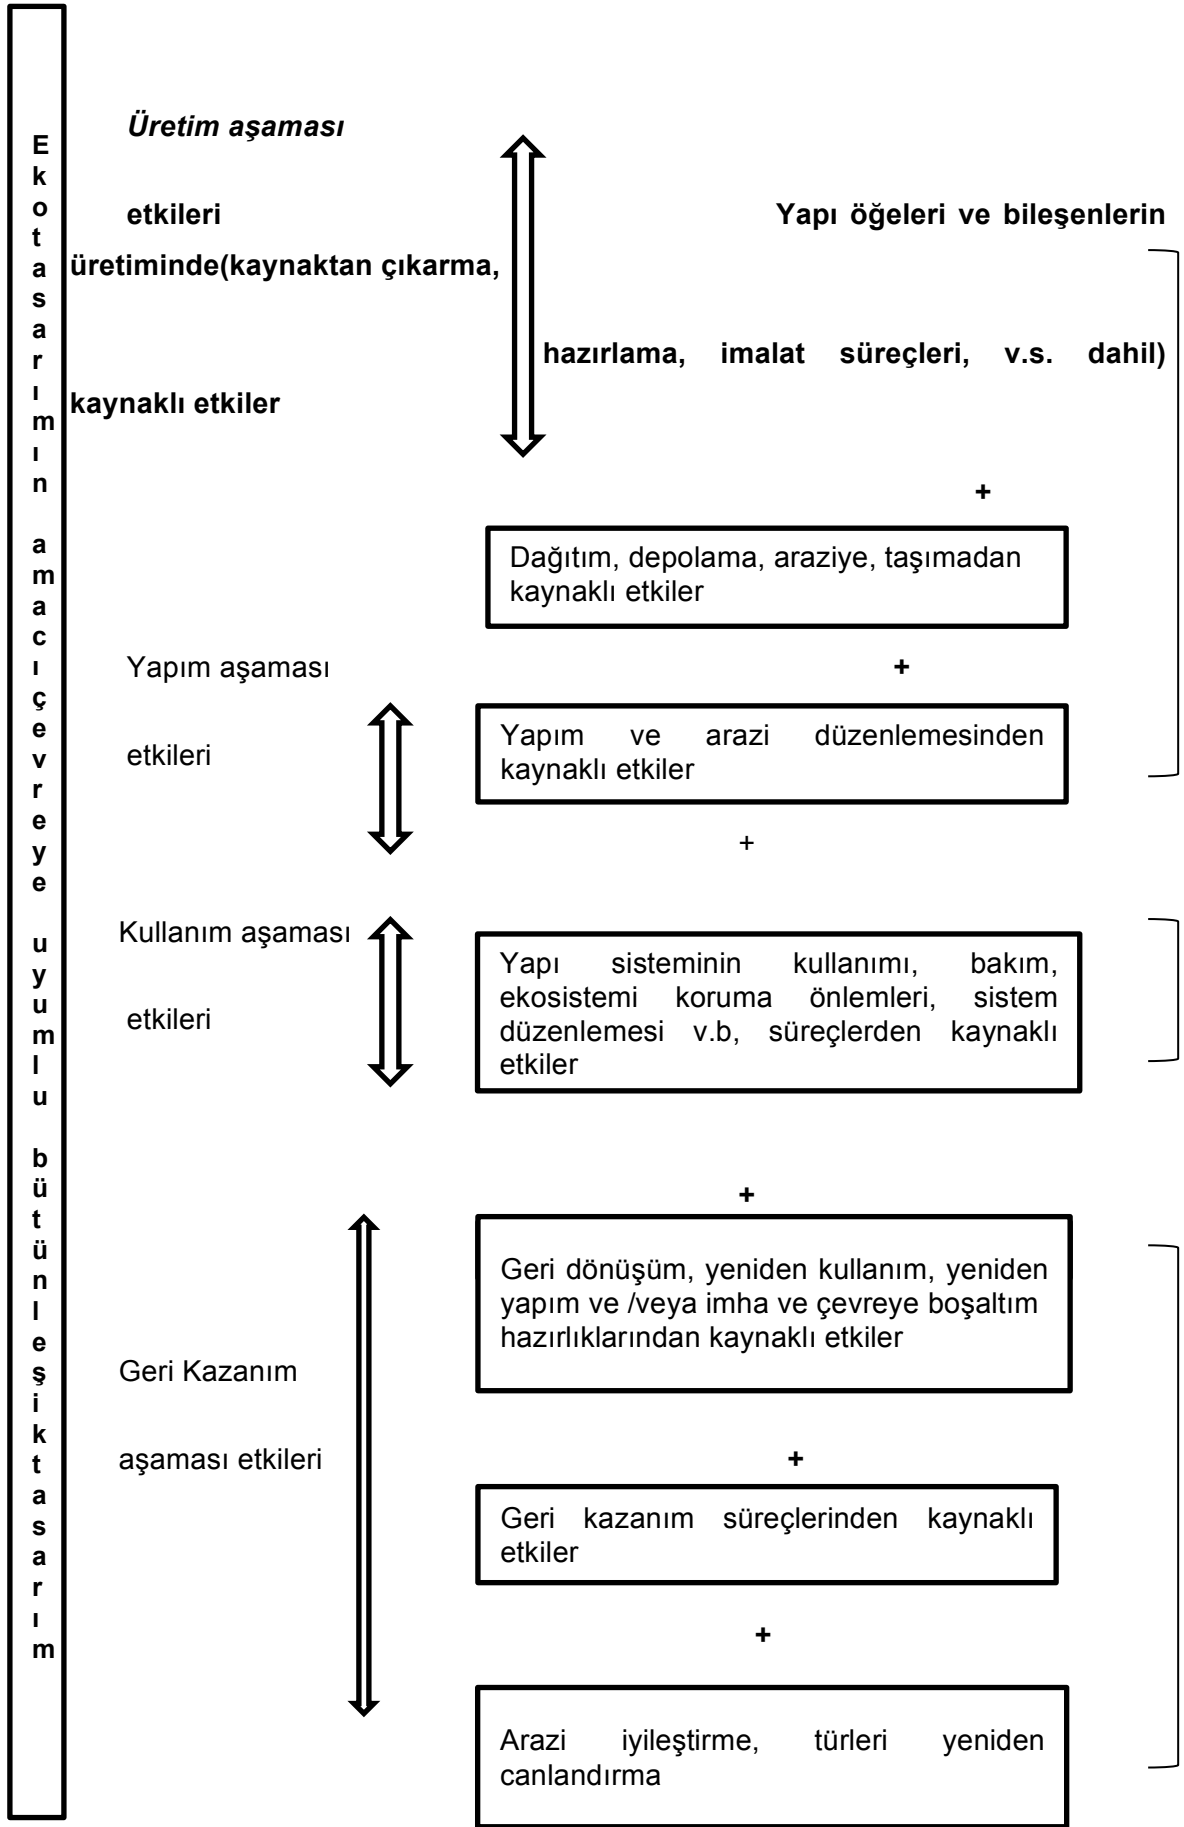 Ekotasarımın amacıçevreye uyumlu bütünleşiktasarım
Üretim aşaması
etkileri Yapı öğeleri ve bileşenlerin
üretiminde(kaynaktan çıkarma,
hazırlama, imalat süreçleri, v.s. dahil)
kaynaklı etkiler
+
Dağıtım, depolama, araziye, taşımadan
kaynaklı etkiler
Yapım aşaması
+
etkileri
Yapım ve arazi düzenlemesinden
kaynaklı etkiler
+
Kullanım aşaması
etkileri
Yapı sisteminin kullanımı, bakım,
ekosistemi koruma önlemleri, sistem
düzenlemesi v.b, süreçlerden kaynaklı
etkiler
+
Geri dönüşüm, yeniden kullanım, yeniden
yapım ve /veya imha ve çevreye boşaltım
hazırlıklarından kaynaklı etkiler
Geri Kazanım
aşaması etkileri
+
Geri kazanım süreçlerinden kaynaklı
etkiler
+
Arazi iyileştirme, türleri yeniden
canlandırma